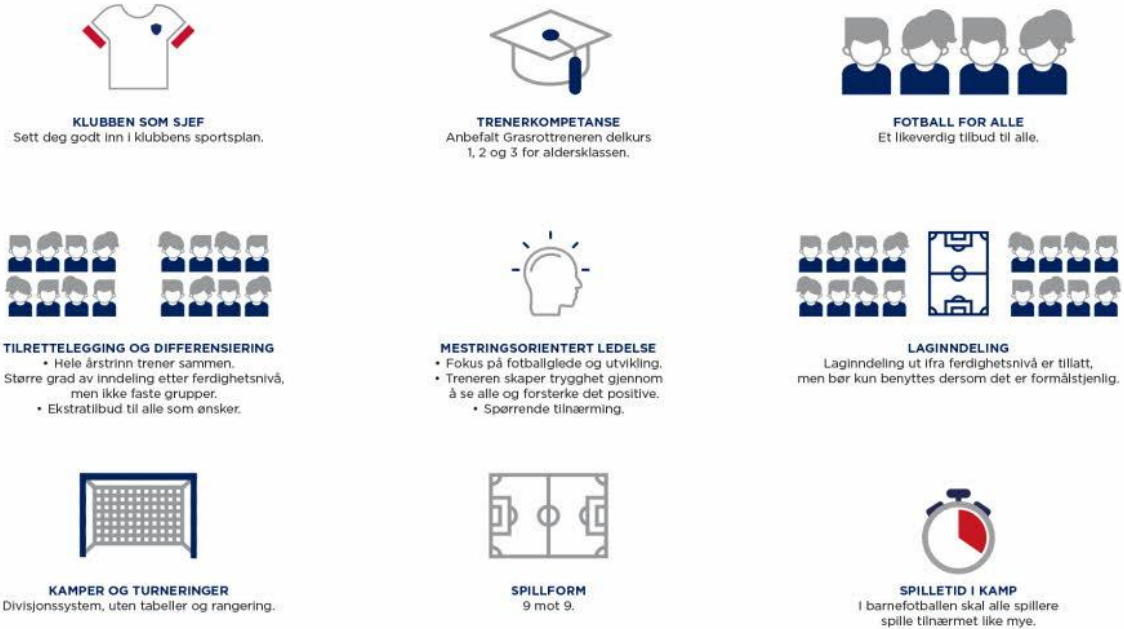 KLUBBEN SOM SJEF
Sett deg godt inn i klubbens sportsplan.
TRENERKOMPETANSE
Anbefalt Grasrottreneren delkurs
1, 2 og 3 for aldersklassen.
FOTBALL FOR ALLE
Et likeverdig tilbud til alle.
TILRETTELEGGING OG DIFFERENSIERING
• Hele årstrinn trener sammen.
Større grad av inndeling etter ferdighetsnivå,
men ikke faste grupper.
• Ekstratilbud til alle som ønsker.
MESTRINGSORIENTERT LEDELSE
• Fokus på fotballglede og utvikling.
• Treneren skaper trygghet gjennom
å se alle og forsterke det positive.
• Spørrende tilnærming.
LAGINNDELING
Laginndeling ut ifra ferdighetsnivå er tillatt,
men bør kun benyttes dersom det er formålstjenlig.
KAMPER OG TURNERINGER
Divisjonssystem, uten tabeller og rangering.
SPILLFORM
9 mot 9.
SPILLETID I KAMP
I barnefotballen skal alle spillere
spille tilnærmet like mye.